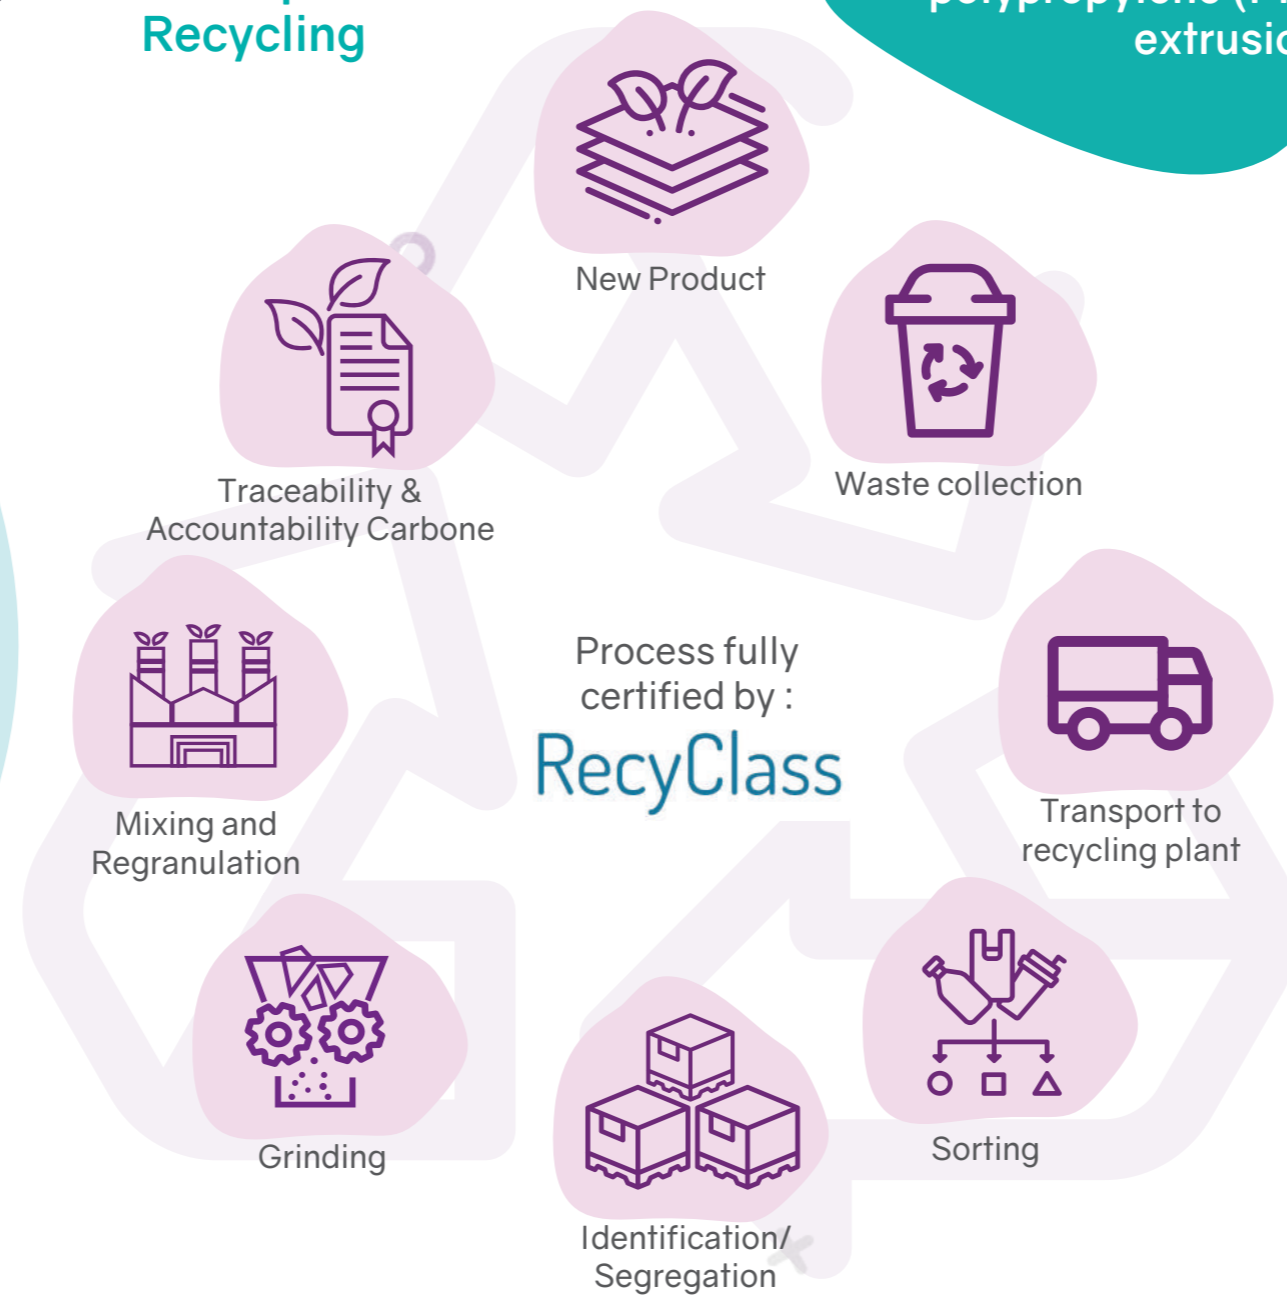 Recycling
extrusio
New Product
Waste collection
Traceability &
Accountability Carbone
Process fully
certified by :
RecyClass
Transport to
recycling plant
Mixing and
Regranulation
Sorting
Grinding
Identification/
Segregation